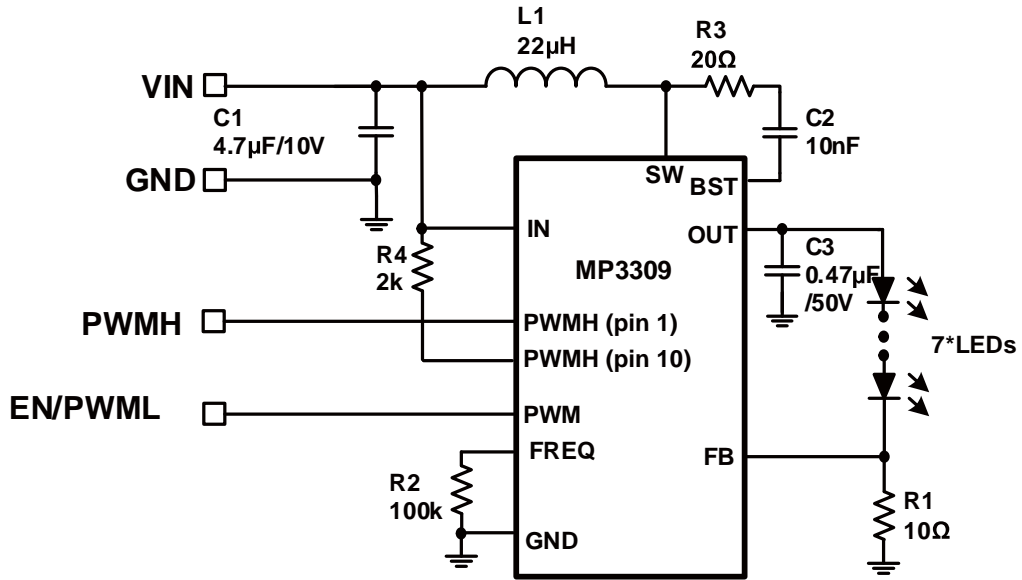 L1
22µH
R3
20Ω
VIN
C1
4.7µF/10V
C2
10nF
GND
SW
BST
IN
OUT
R4
2k
MP3309
C3
0.47µF
/50V
PWMH
PWMH (pin 1)
7*LEDs
PWMH (pin 10)
EN/PWML
PWM
FREQ
FB
R2
100k
R1
10Ω
GND